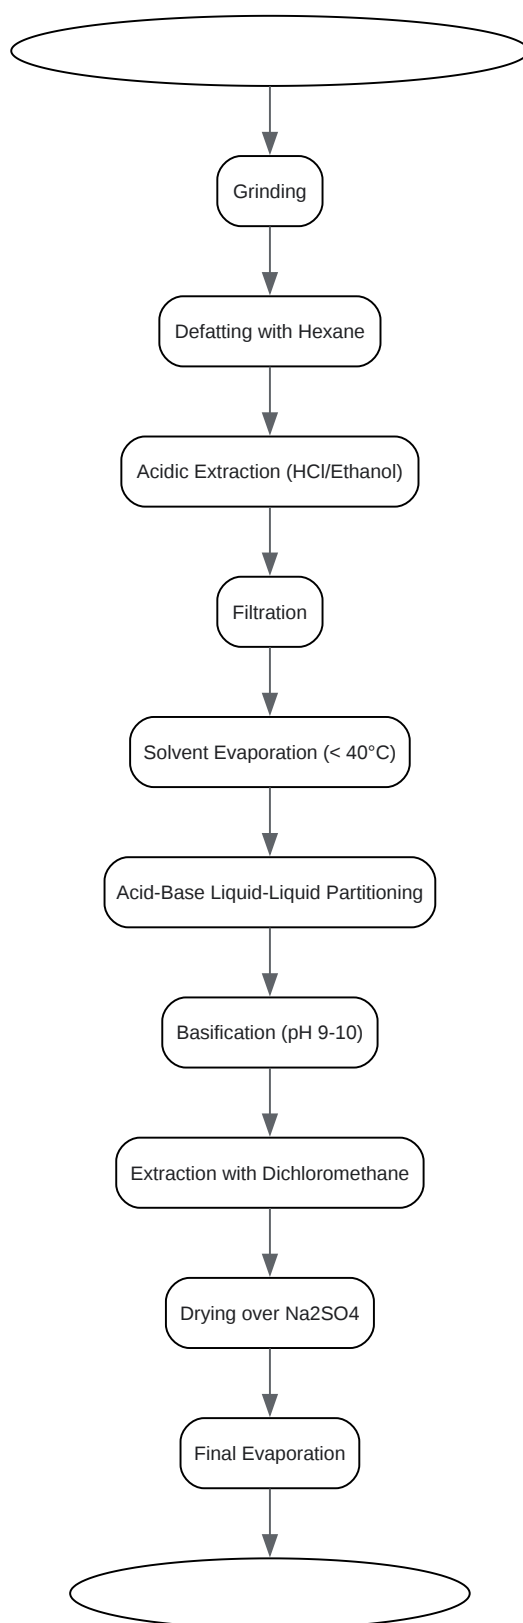 Grinding
Defatting with Hexane
Acidic Extraction (HCl/Ethanol)
Filtration
Solvent Evaporation (< 40°C)
Acid-Base Liquid-Liquid Partitioning
Basification (pH 9-10)
Extraction with Dichloromethane
Drying over Na2SO4
Final Evaporation